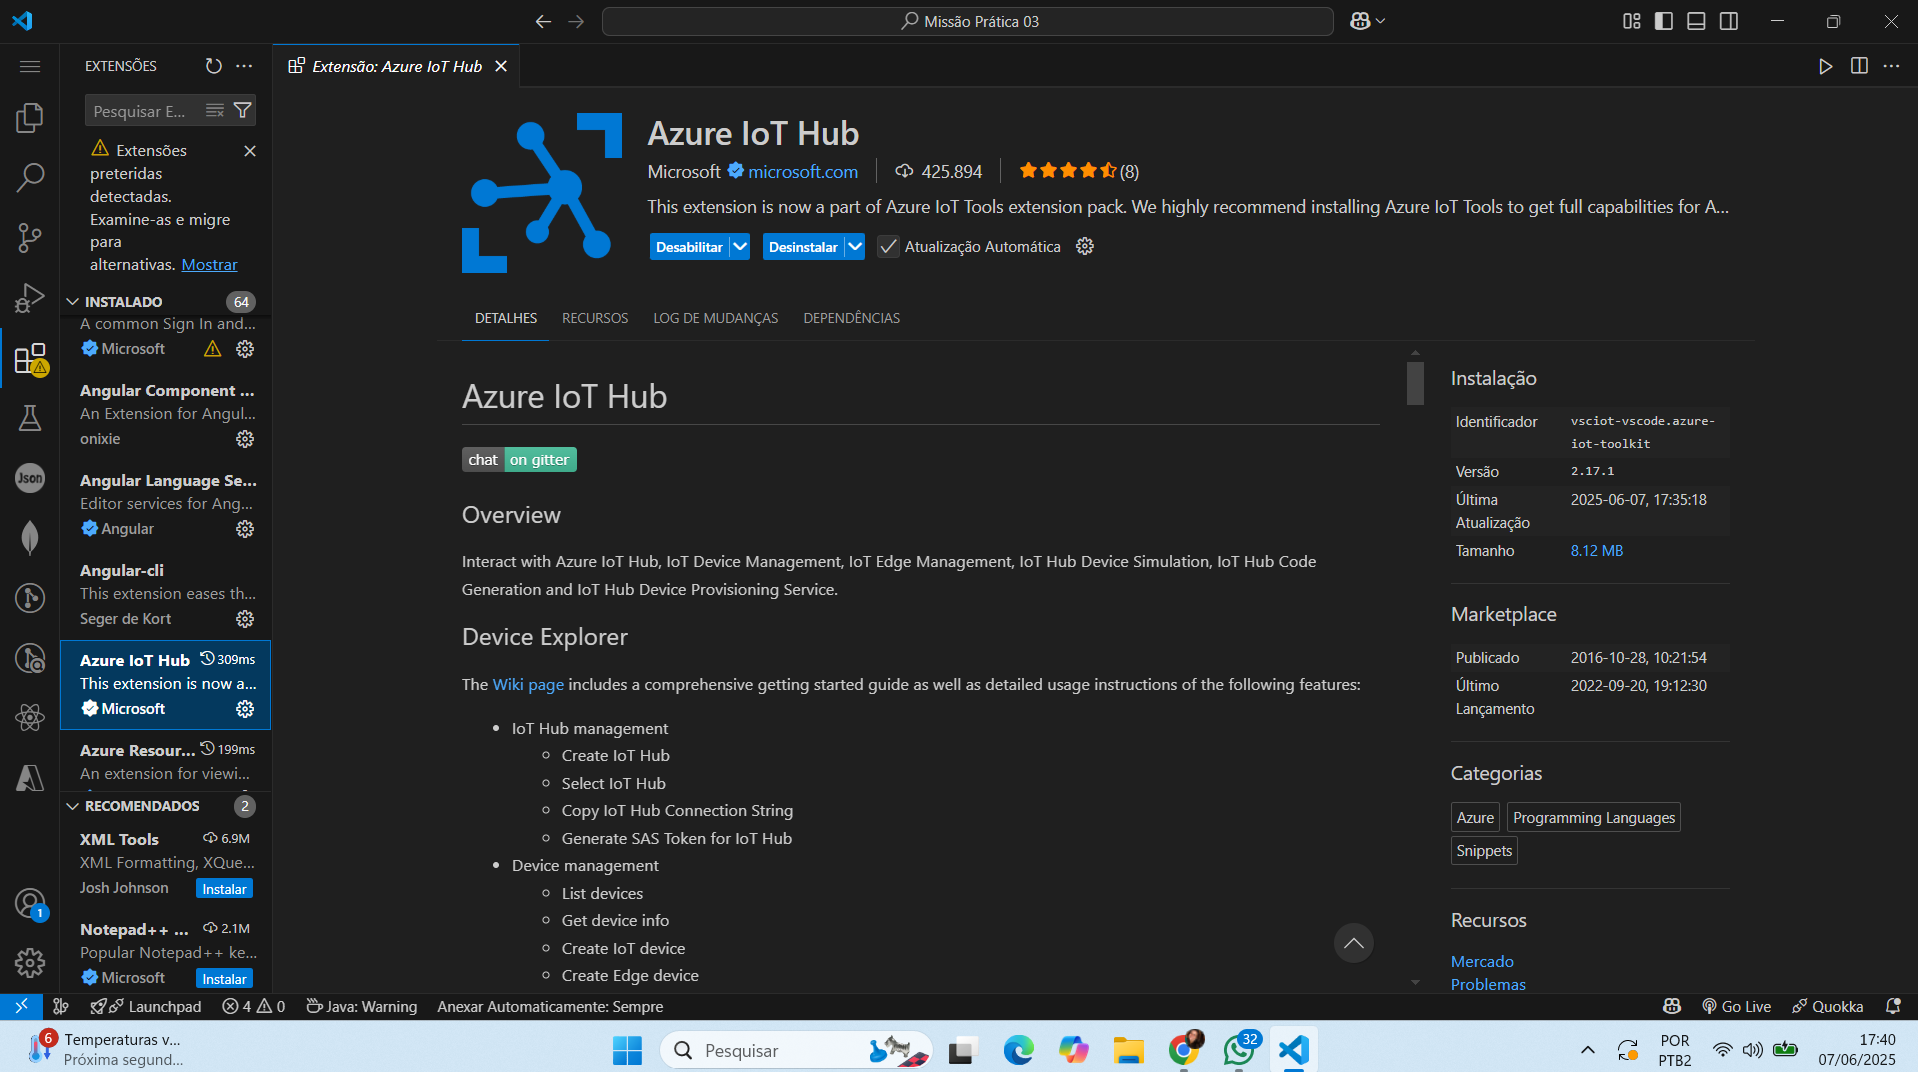 Missão Prática 03
EXTENSÕES
Extensão: Azure IoT Hub
Pesquisar E...
Extensões
preteridas
detectadas.
Examine-as e migre
para
alternativas. Mostrar
INSTALADO 64
A common Sign In and...
Microsoft
Angular Component ...
An Extension for Angul...
onixie
Angular Language Se...
Editor services for Ang...
Angular
Angular-cli
This extension eases th...
Seger de Kort
Azure IoT Hub 309ms
This extension is now a...
Microsoft
Azure Resour... 199ms
An extension for viewi...
RECOMENDADOS 2
XML Tools 6.9M
XML Formatting, XQue...
Josh Johnson Instalar
Notepad++ ... 2.1M
Popular Notepad++ ke...
Microsoft Instalar
Json
1
Azure IoT Hub
Microsoft microsoft.com 425.894 (8)
This extension is now a part of Azure IoT Tools extension pack. We highly recommend installing Azure IoT Tools to get full capabilities for A...
Desabilitar Desinstalar Atualização Automática
DETALHES RECURSOS LOG DE MUDANÇAS DEPENDÊNCIAS
Azure IoT Hub
chat on gitter
Overview
Interact with Azure IoT Hub, IoT Device Management, IoT Edge Management, IoT Hub Device Simulation, IoT Hub Code
Generation and IoT Hub Device Provisioning Service.
Device Explorer
The Wiki page includes a comprehensive getting started guide as well as detailed usage instructions of the following features:
• IoT Hub management
◦ Create IoT Hub
◦ Select IoT Hub
◦ Copy IoT Hub Connection String
◦ Generate SAS Token for IoT Hub
• Device management
◦ List devices
◦ Get device info
◦ Create IoT device
◦ Create Edge device
Instalação
Identificador vsciot-vscode.azure-
iot-toolkit
Versão 2.17.1
Última 2025-06-07, 17:35:18
Atualização
Tamanho 8.12 MB
Marketplace
Publicado 2016-10-28, 10:21:54
Último 2022-09-20, 19:12:30
Lançamento
Categorias
Azure Programming Languages
Snippets
Recursos
Mercado
Problemas
Launchpad 4 0 Java: Warning Anexar Automaticamente: Sempre Go Live Quokka
6 Temperaturas v...
Próxima segund...
Pesquisar
32
POR
PTB2
17:40
07/06/2025